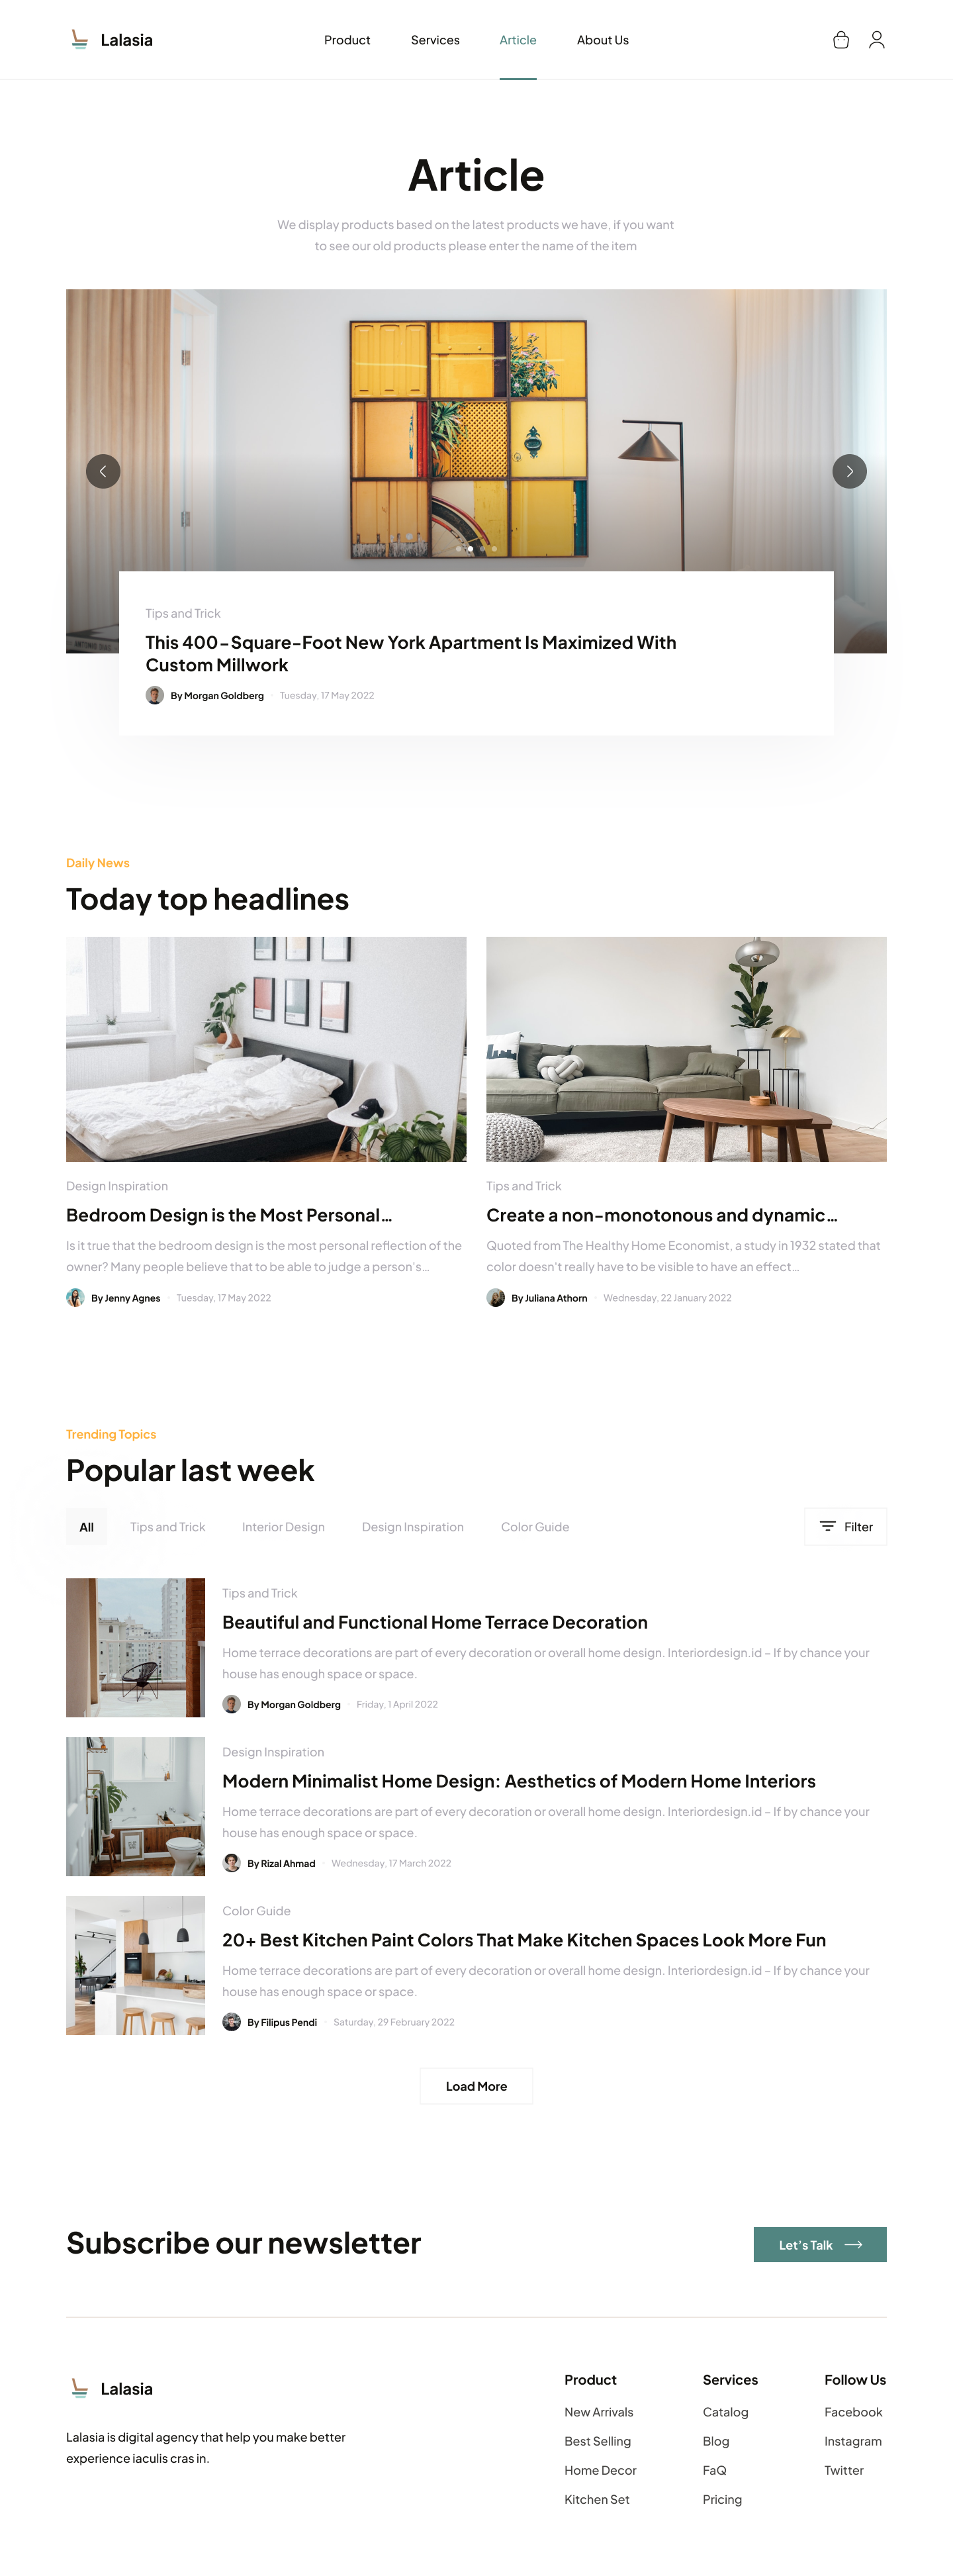 Lalasia
Product
Services
Article
About Us
Article
We display products based on the latest products we have, if you want
to see our old products please enter the name of the item
Tips and Trick
This 400-Square-Foot New York Apartment Is Maximized With
Custom Millwork
By Morgan Goldberg
Tuesday, 17 May 2022
Daily News
Today top headlines
Design Inspiration
Bedroom Design is the Most Personal...
Is it true that the bedroom design is the most personal reflection of the
owner? Many people believe that to be able to judge a person's...
By Jenny Agnes
Tuesday, 17 May 2022
Tips and Trick
Create a non-monotonous and dynamic...
Quoted from The Healthy Home Economist, a study in 1932 stated that
color doesn't really have to be visible to have an effect...
By Juliana Athorn
Wednesday, 22 January 2022
Trending Topics
Popular last week
All
Tips and Trick
Interior Design
Design Inspiration
Color Guide
Filter
Tips and Trick
Beautiful and Functional Home Terrace Decoration
Home terrace decorations are part of every decoration or overall home design. Interiordesign.id – If by chance your
house has enough space or space.
By Morgan Goldberg
Friday, 1 April 2022
Design Inspiration
Modern Minimalist Home Design: Aesthetics of Modern Home Interiors
Home terrace decorations are part of every decoration or overall home design. Interiordesign.id – If by chance your
house has enough space or space.
By Rizal Ahmad
Wednesday, 17 March 2022
Color Guide
20+ Best Kitchen Paint Colors That Make Kitchen Spaces Look More Fun
Home terrace decorations are part of every decoration or overall home design. Interiordesign.id – If by chance your
house has enough space or space.
By Filipus Pendi
Saturday, 29 February 2022
Load More
Subscribe our newsletter
Let's Talk
Lalasia
Lalasia is digital agency that help you make better
experience iaculis cras in.
Product
New Arrivals
Best Selling
Home Decor
Kitchen Set
Services
Catalog
Blog
FaQ
Pricing
Follow Us
Facebook
Instagram
Twitter